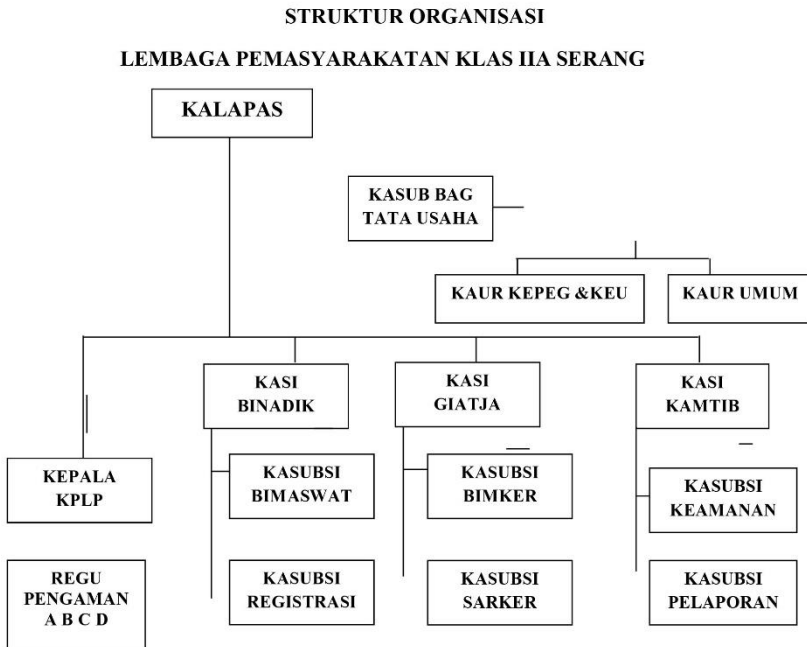 STRUKTUR ORGANISASI
LEMBAGA PEMASYARAKATAN KLAS IIA SERANG
KALAPAS
KASUB BAG
TATA USAHA
KAUR KEPEG &KEU
KAUR UMUM
KASI
BINADIK
KASI
GIATJA
KASI
KAMTIB
KEPALA
KPLP
KASUBSI
BIMASWAT
KASUBSI
BIMKER
KASUBSI
KEAMANAN
REGU
PENGAMAN
A B C D
KASUBSI
REGISTRASI
KASUBSI
SARKER
KASUBSI
PELAPORAN